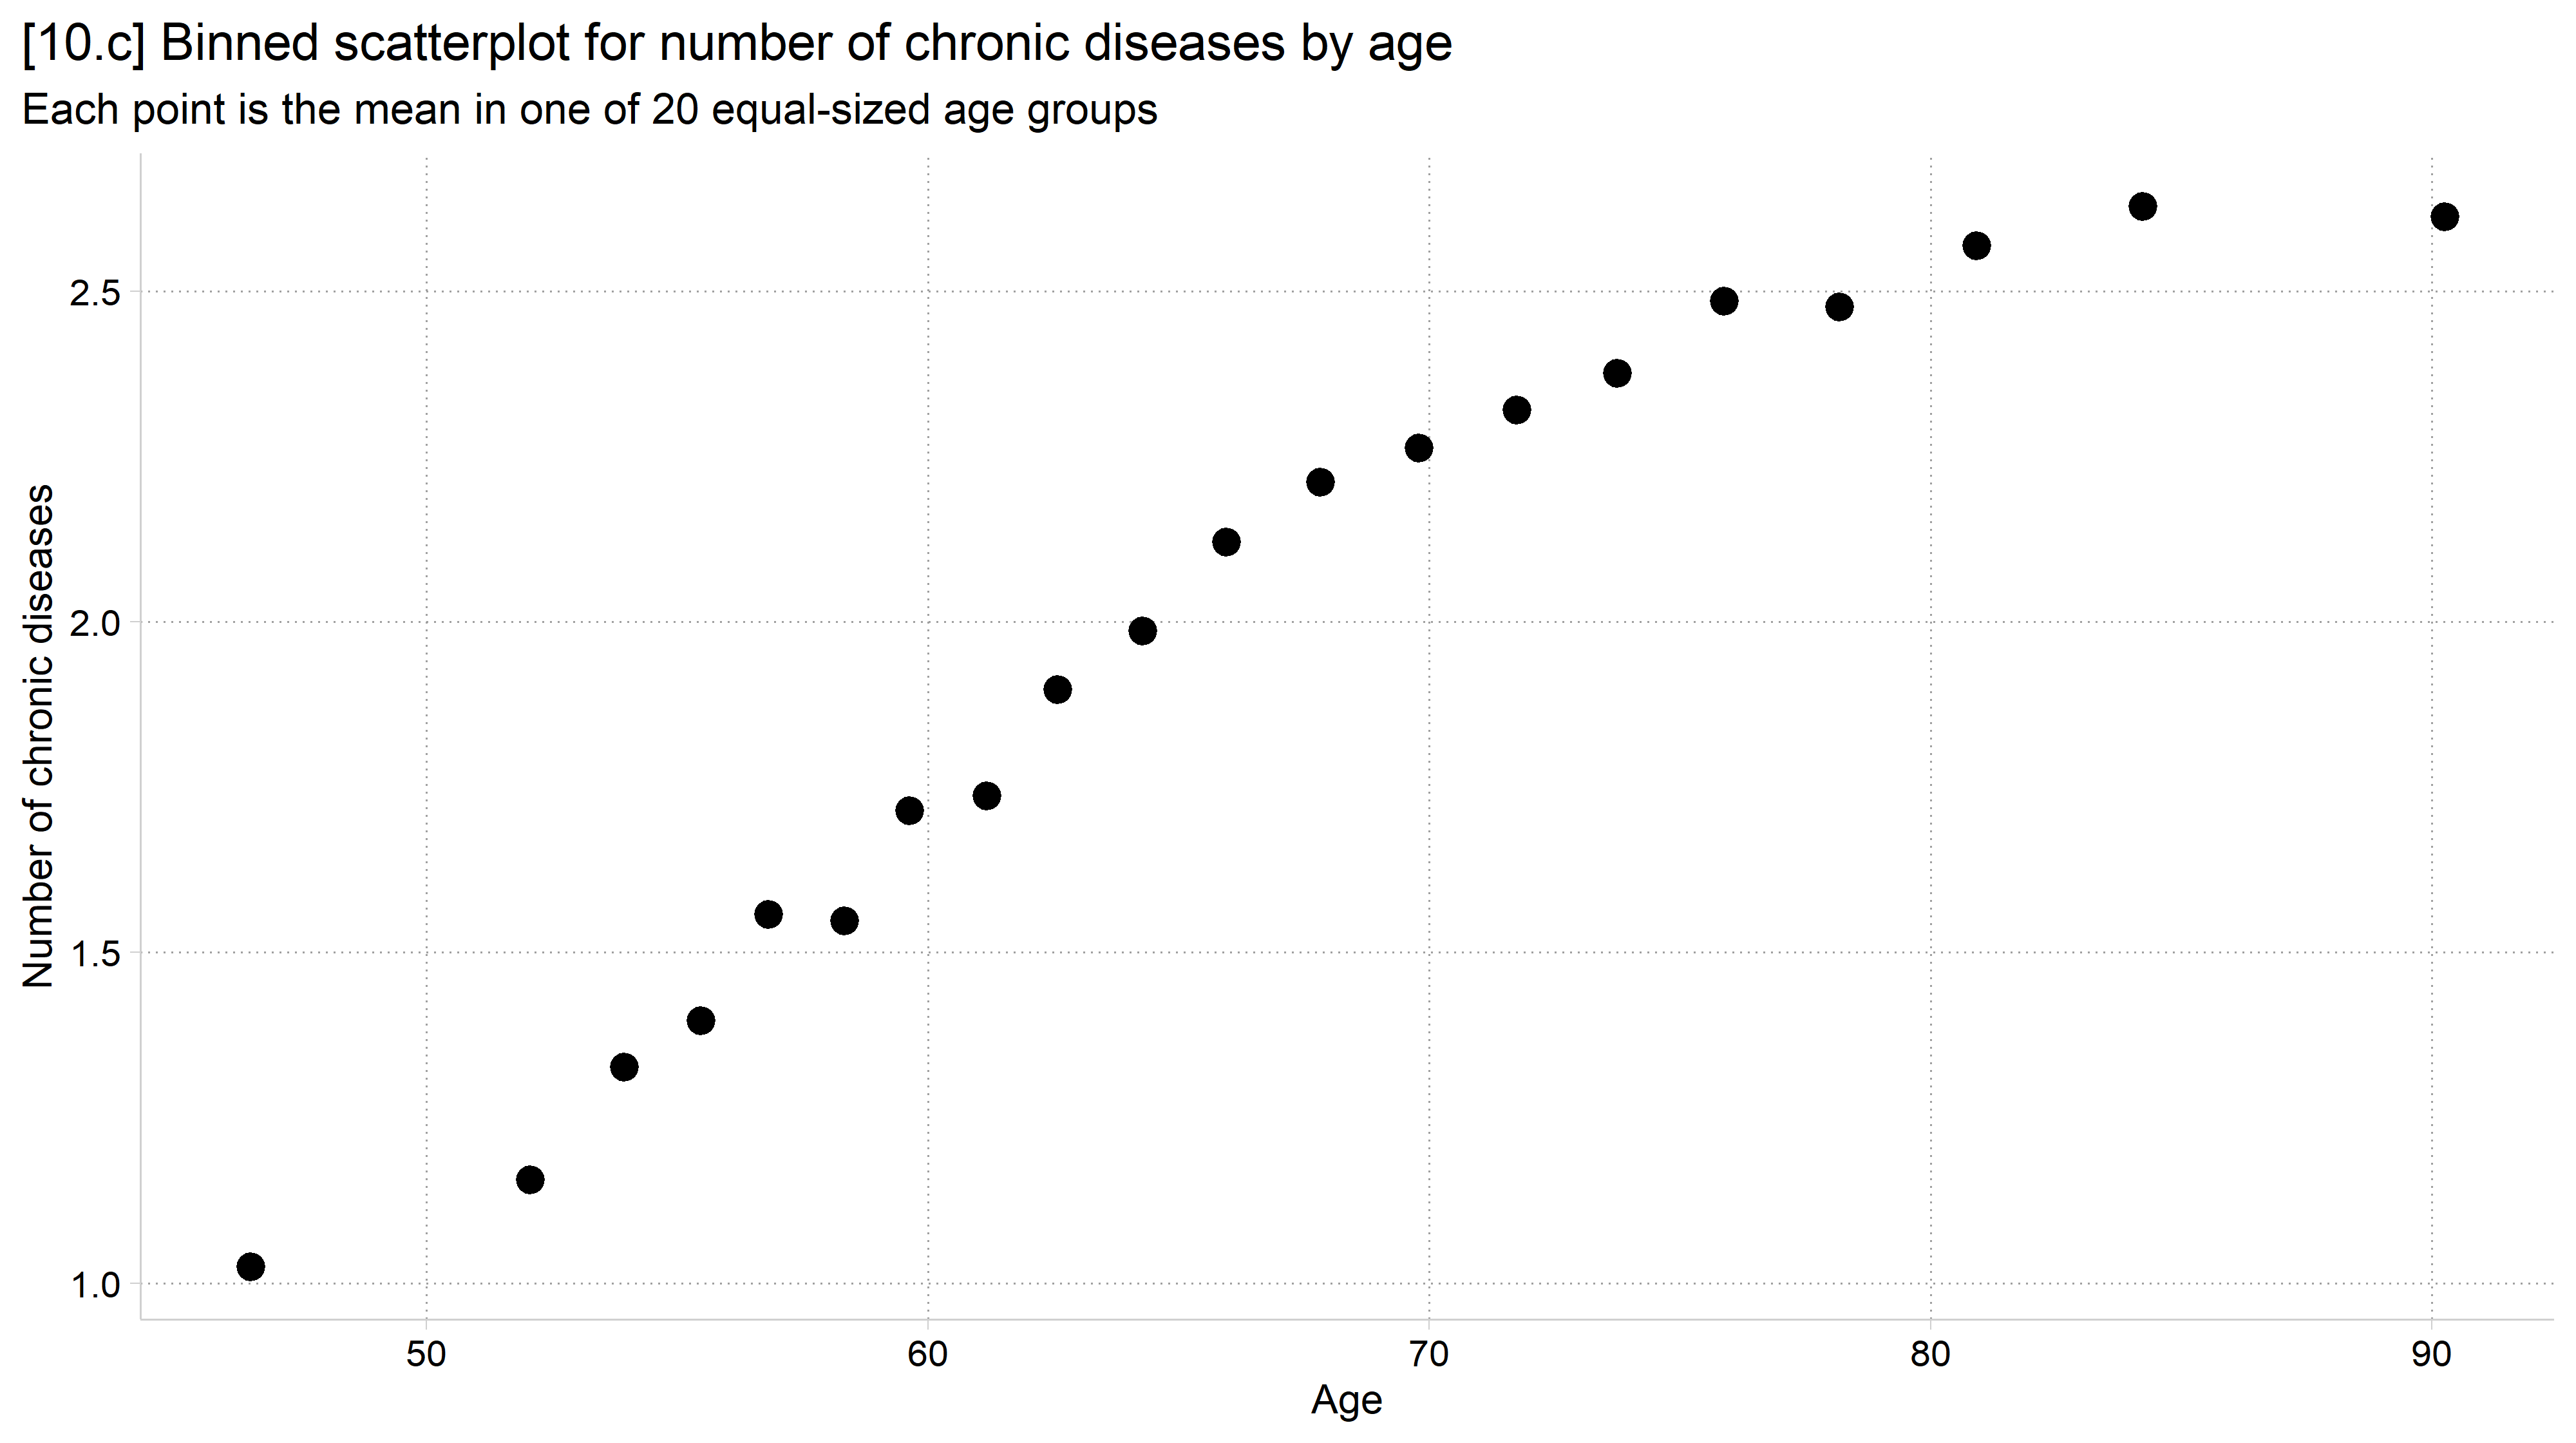 [10.c] Binned scatterplot for number of chronic diseases by age
Each point is the mean in one of 20 equal-sized age groups
Number of chronic diseases
2.5
2.0
1.5
1.0
50 60 70 80 90
Age